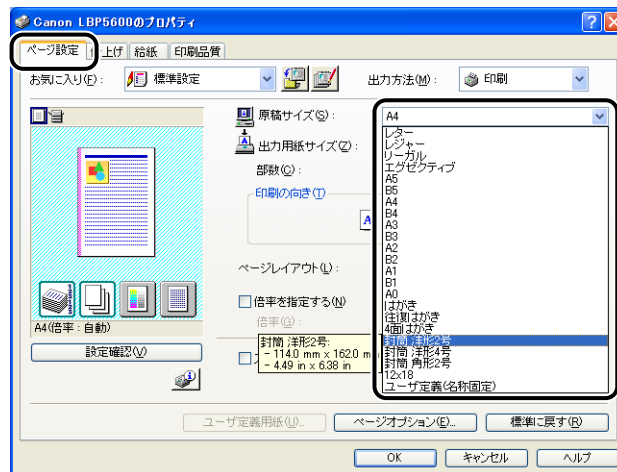 Canon LBP5600のプロパティ
ページ設定 上げ 給紙 印刷品質
お気に入り(F): 標準設定 出力方法(M): 印刷
原稿サイズ(S): A4
出力用紙サイズ(Z):
部数(C):
印刷の向き(T)
A
ページレイアウト(L):
倍率を指定する(N)
倍率(G):
レター
レジャー
リーガル
エグゼクティブ
A5
B5
A4
B4
A3
B3
A2
B2
A1
B1
A0
はがき
往復はがき
4面はがき
封筒 洋形2号
封筒 洋形4号
封筒 角形2号
12x18
ユーザ定義(名称固定)
封筒 洋形2号:
- 114.0 mm x 162.0 m
- 4.49 in x 6.38 in
A4(倍率:自動)
設定確認(V)
ユーザ定義用紙(U)... ページオプション(E)... 標準に戻す(R)
OK キャンセル ヘルプ